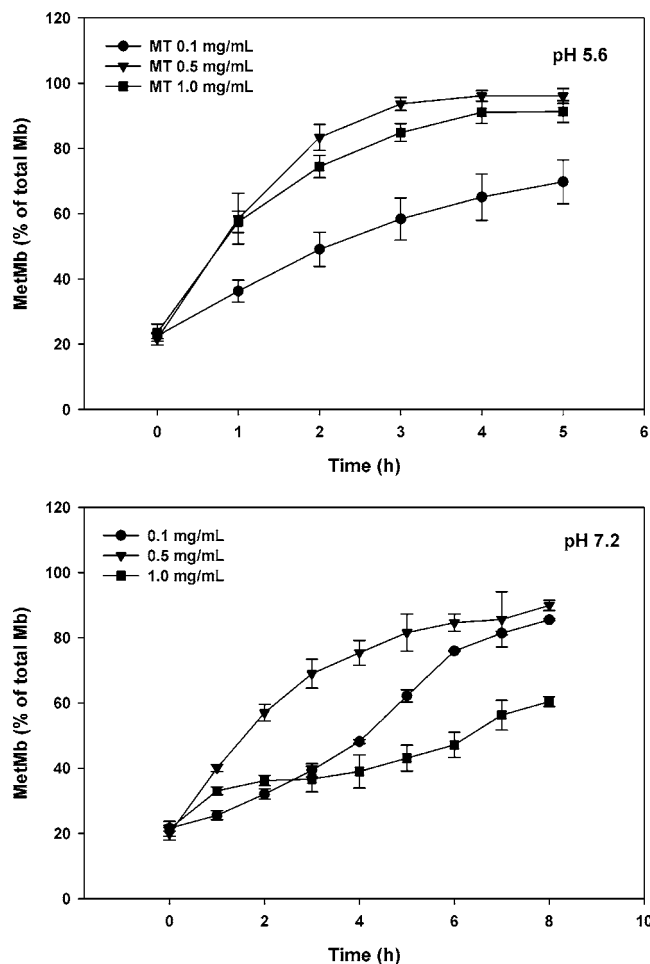 120
100
80
60
40
20
0
MetMb (% of total Mb)
MT 0.1 mg/mL
MT 0.5 mg/mL
MT 1.0 mg/mL
pH 5.6
0 1 2 3 4 5 6
Time (h)
120
100
80
60
40
20
0
MetMb (% of total Mb)
0.1 mg/mL
0.5 mg/mL
1.0 mg/mL
pH 7.2
0 2 4 6 8 10
Time (h)